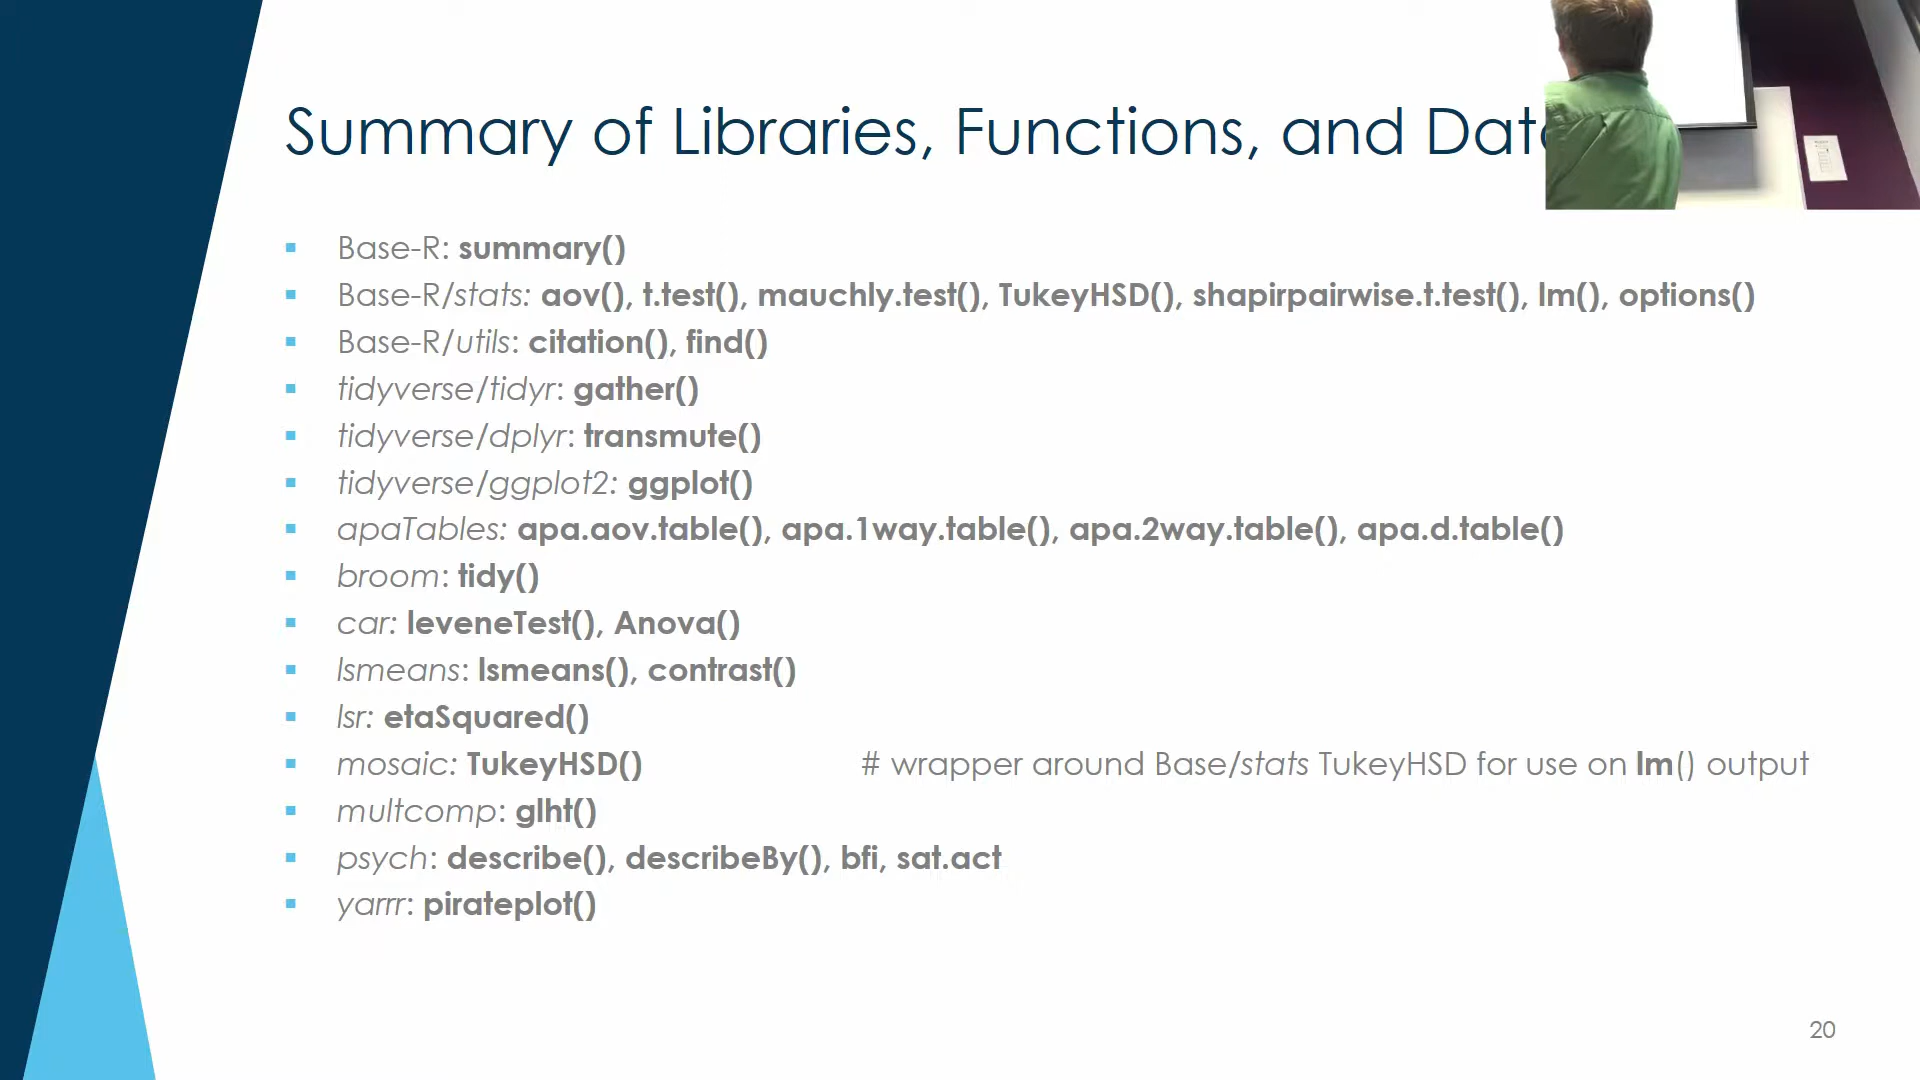 Summary of Libraries, Functions, and
Base-R: summary()
Base-R/stats: aov(), t.test(), mauchly.test(), TukeyHSD(), shapirpairwise.t.test(), lm(), options()
Base-R/utils: citation(), find()
tidyverse/tidyr: gather()
tidyverse/dplyr: transmute()
tidyverse/ggplot2: ggplot()
apaTables: apa.aov.table(), apa.1way.table(), apa.2way.table(), apa.d.table()
broom: tidy()
car: leveneTest(), Anova()
lsmeans: lsmeans(), contrast()
lsr: etaSquared()
mosaic: TukeyHSD() # wrapper around Base/stats TukeyHSD for use on lm() output
multcomp: glht()
psych: describe(), describeBy(), bfi, sat.act
yarrr: pirateplot()
20